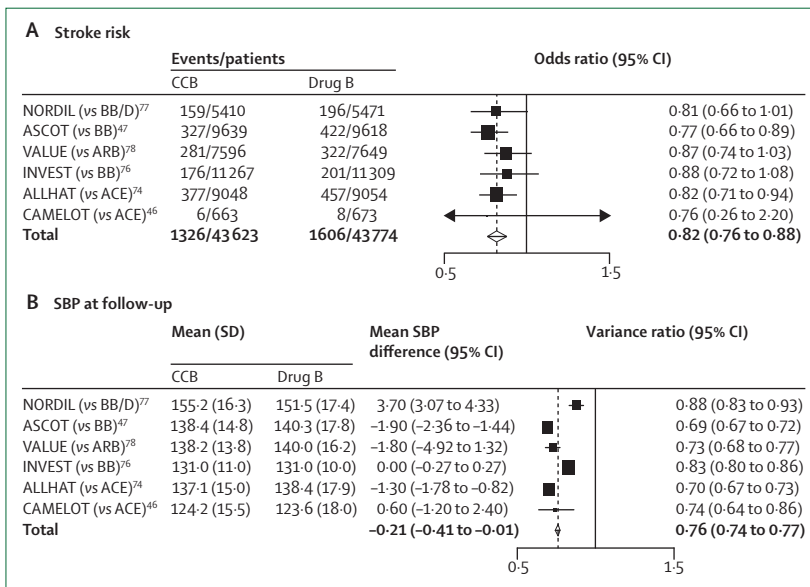 A Stroke risk
Events/patients Odds ratio (95% CI)
CCB Drug B
NORDIL (vs BB/D)77 159/5410 196/5471 0·81 (0·66 to 1·01)
ASCOT (vs BB)47 327/9639 422/9618 0·77 (0·66 to 0·89)
VALUE (vs ARB)78 281/7596 322/7649 0·87 (0·74 to 1·03)
INVEST (vs BB)76 176/11267 201/11309 0·88 (0·72 to 1·08)
ALLHAT (vs ACE)74 377/9048 457/9054 0·82 (0·71 to 0·94)
CAMELOT (vs ACE)46 6/663 8/673 0·76 (0·26 to 2·20)
Total 1326/43 623 1606/43 774 0·82 (0·76 to 0·88)
0·5 1·5
B SBP at follow-up
Mean (SD) Mean SBP Variance ratio (95% CI)
difference (95% CI)
CCB Drug B
NORDIL (vs BB/D)77 155·2 (16·3) 151·5 (17·4) 3·70 (3·07 to 4·33) 0·88 (0·83 to 0·93)
ASCOT (vs BB)47 138·4 (14·8) 140·3 (17·8) –1·90 (–2·36 to –1·44) 0·69 (0·67 to 0·72)
VALUE (vs ARB)78 138·2 (13·8) 140·0 (16·2) –1·80 (–4·92 to 1·32) 0·73 (0·68 to 0·77)
INVEST (vs BB)76 131·0 (11·0) 131·0 (10·0) 0·00 (–0·27 to 0·27) 0·83 (0·80 to 0·86)
ALLHAT (vs ACE)74 137·1 (15·0) 138·4 (17·9) –1·30 (–1·78 to –0·82) 0·70 (0·67 to 0·73)
CAMELOT (vs ACE)46 124·2 (15·5) 123·6 (18·0) 0·60 (–1·20 to 2·40) 0·74 (0·64 to 0·86)
Total –0·21 (–0·41 to –0·01) 0·76 (0·74 to 0·77)
0·5 1·5